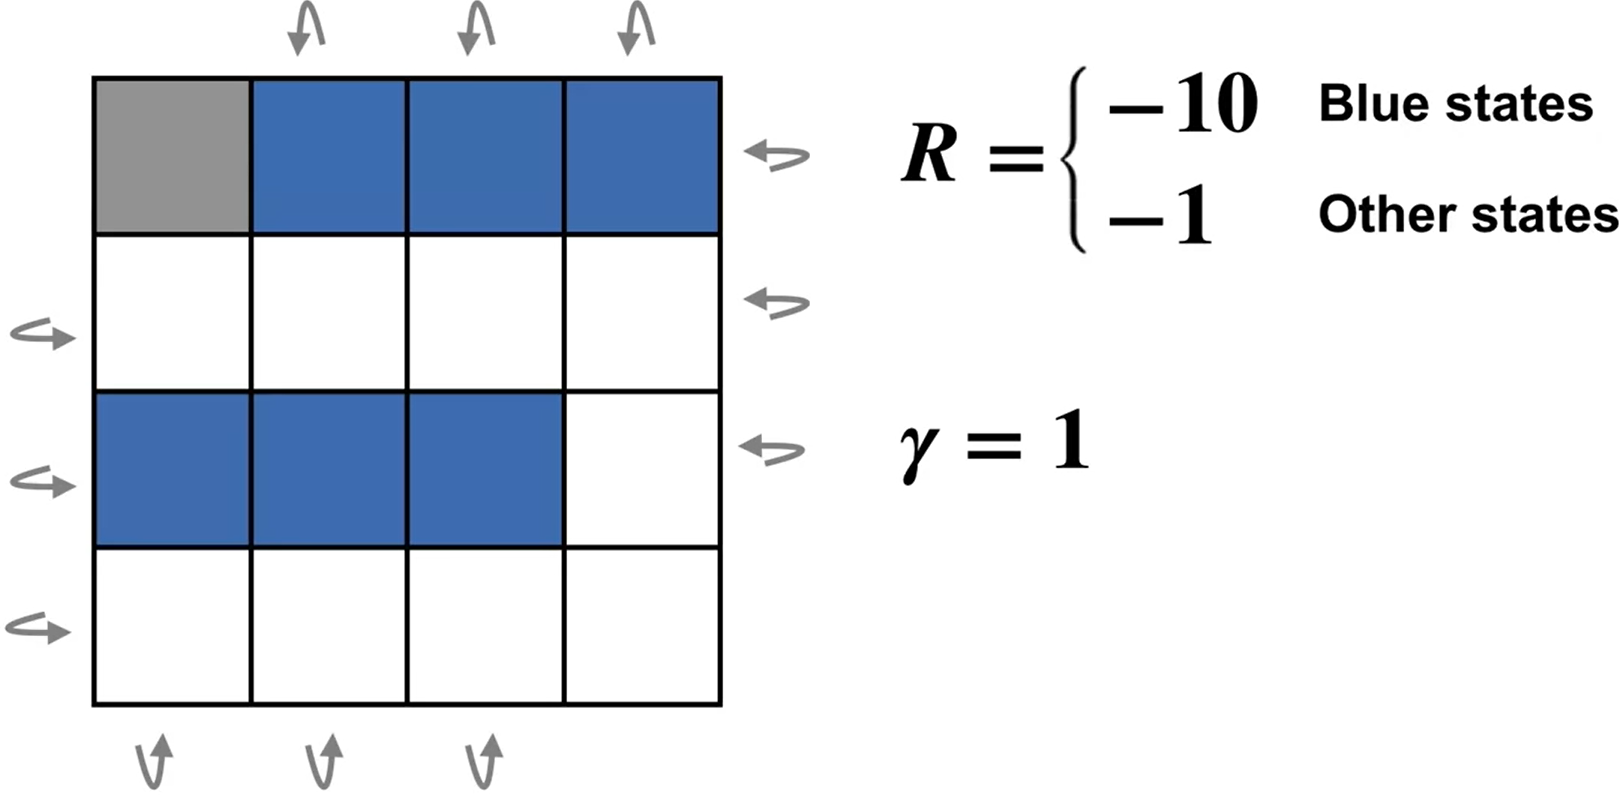 R = { −10 Blue states
−1 Other states
γ = 1